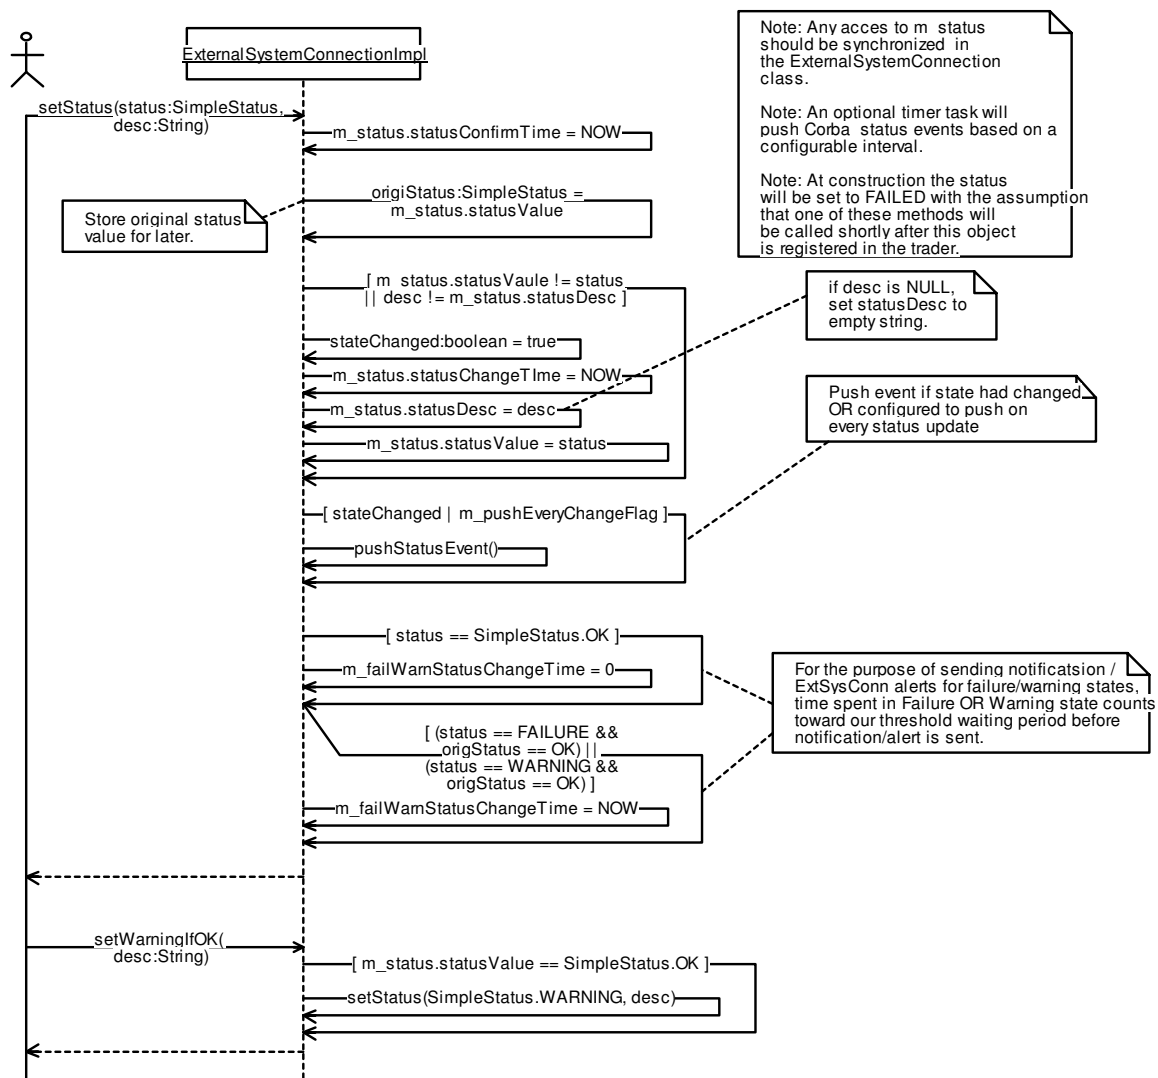 ExternalSystemConnectionImpl
Note: Any acces to m_status
should be synchronized in
the ExternalSystemConnection
class.
Note: An optional timer task will
push Corba status events based on a
configurable interval.
Note: At construction the status
will be set to FAILED with the assumption
that one of these methods will
be called shortly after this object
is registered in the trader.
setStatus(status:SimpleStatus,
desc:String)
m_status.statusConfirmTime = NOW
origiStatus:SimpleStatus =
m_status.statusValue
Store original status
value for later.
[ m_status.statusVaule != status
|| desc != m_status.statusDesc ]
if desc is NULL,
set statusDesc to
empty string.
stateChanged:boolean = true
m_status.statusChangeTIme = NOW
m_status.statusDesc = desc
m_status.statusValue = status
Push event if state had changed
OR configured to push on
every status update
[ stateChanged | m_pushEveryChangeFlag ]
pushStatusEvent()
[ status == SimpleStatus.OK ]
m_failWarnStatusChangeTime = 0
For the purpose of sending notificatsion /
ExtSysConn alerts for failure/warning states,
time spent in Failure OR Warning state counts
toward our threshold waiting period before
notification/alert is sent.
[ (status == FAILURE &&
origStatus == OK) ||
(status == WARNING &&
origStatus == OK) ]
m_failWarnStatusChangeTime = NOW
setWarningIfOK(
desc:String)
[ m_status.statusValue == SimpleStatus.OK ]
setStatus(SimpleStatus.WARNING, desc)